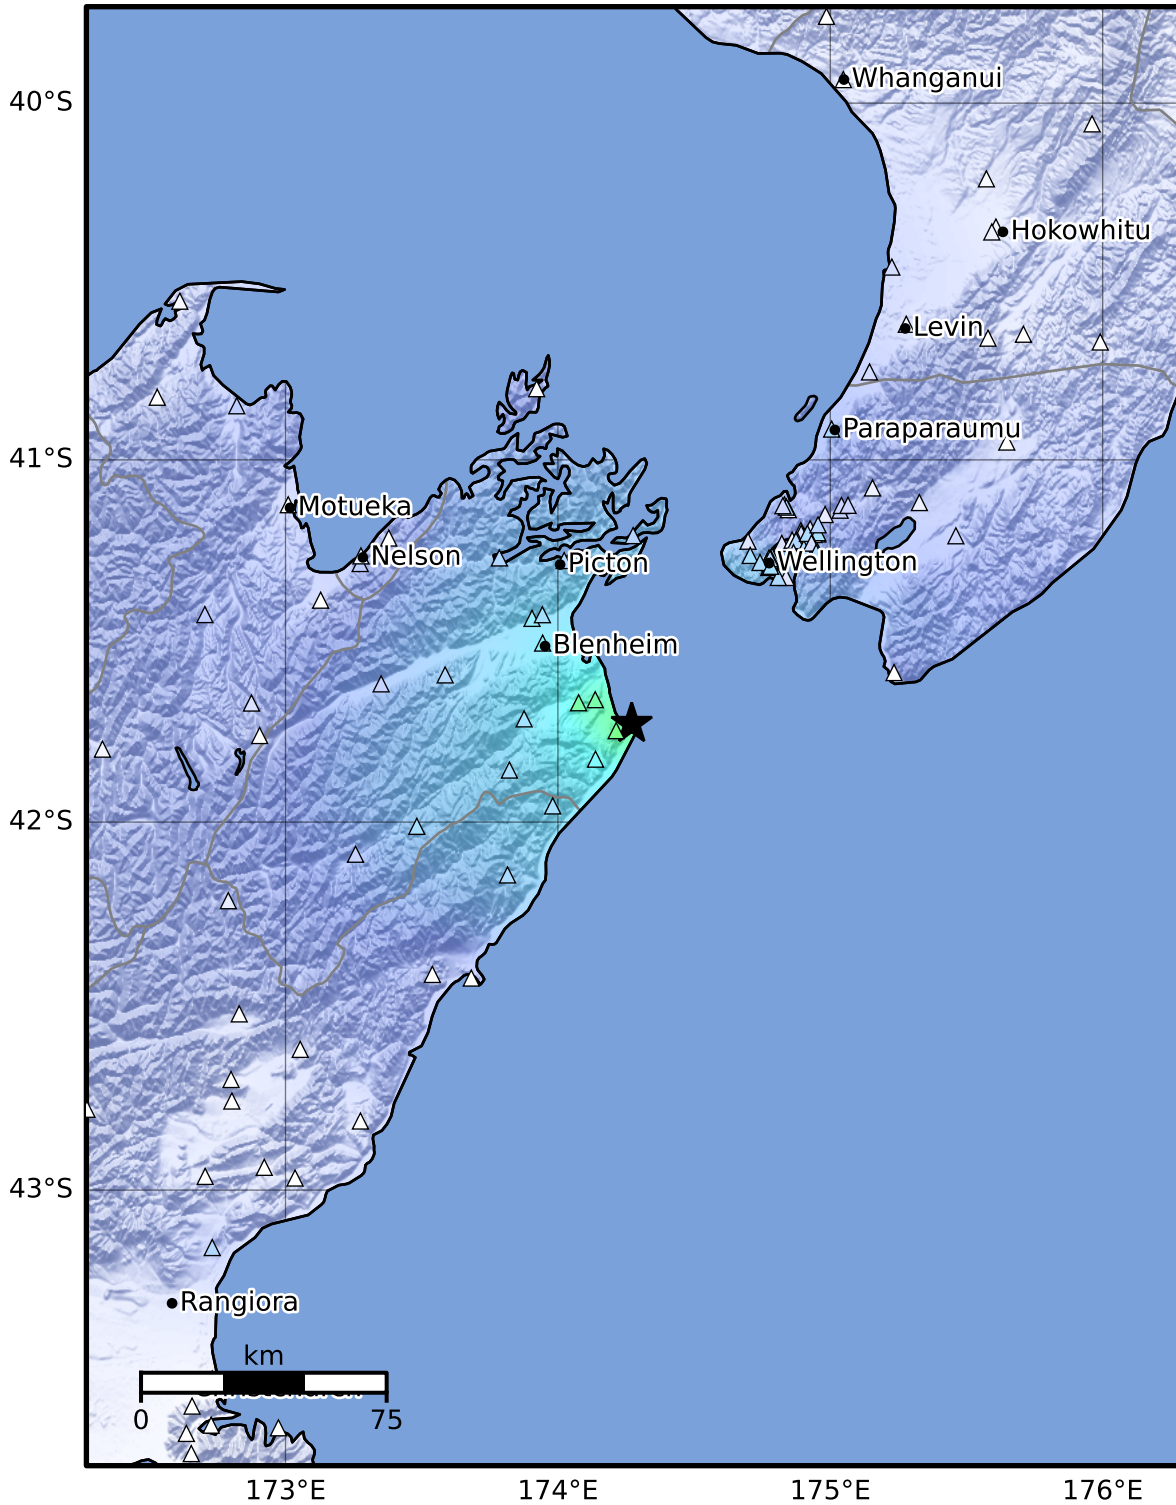 Whanganui
40°S
Hokowhitu
Levin
Paraparaumu
41°S
Motueka
Nelson
Picton
Wellington
Blenheim
42°S
43°S
Rangiora
km
0
75
173°E
174°E
175°E
176°E